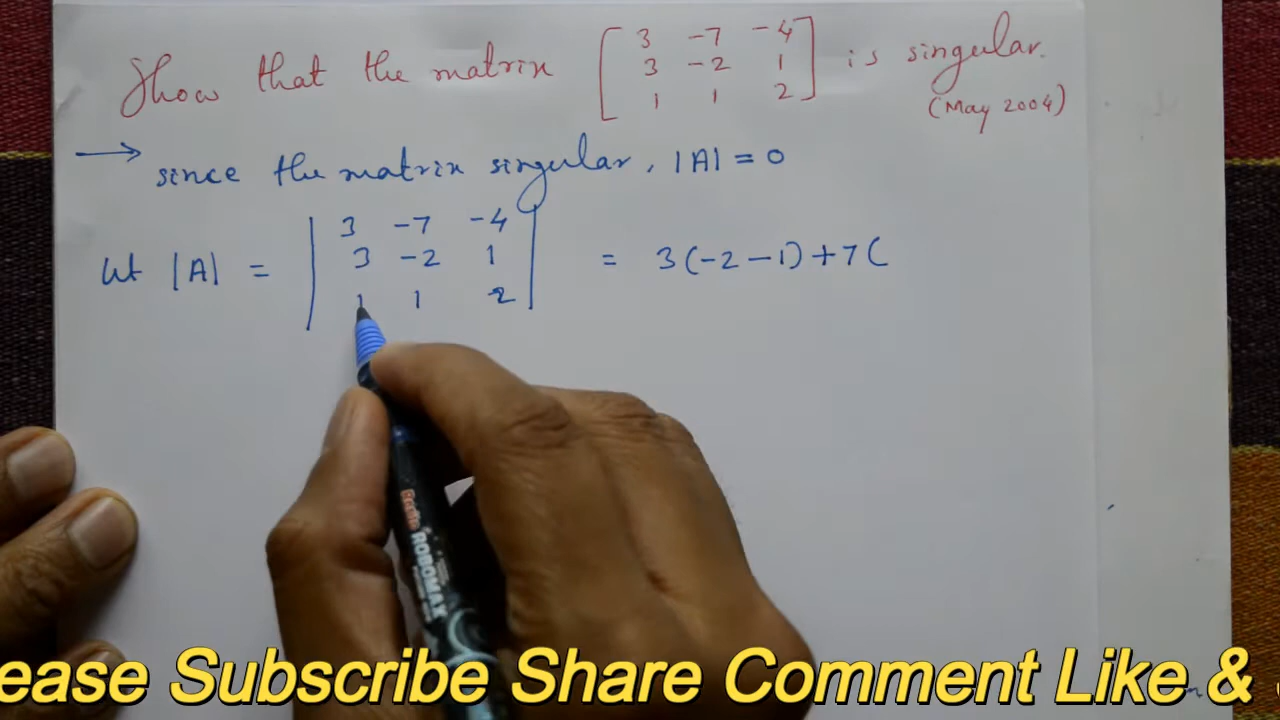 Show that the matrix [ 3 -7 -4 ] is singular.
3 -2 1
1 1 2
(May 2004)
→ since the matrix singular, |A| = 0
let |A| = | 3 -7 -4 | = 3(-2-1)+7(
3 -2 1
1 1 2
ROBOMAX
ease Subscribe Share Comment Like &